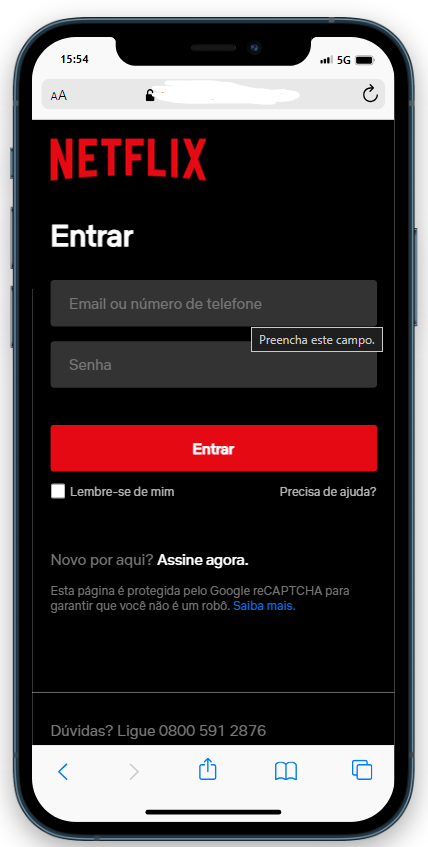 15:54
5G
AA
NETFLIX
Entrar
Email ou número de telefone
Preencha este campo.
Senha
Entrar
Lembre-se de mim
Precisa de ajuda?
Novo por aqui? Assine agora.
Esta página é protegida pelo Google reCAPTCHA para
garantir que você não é um robô. Saiba mais.
Dúvidas? Ligue 0800 591 2876